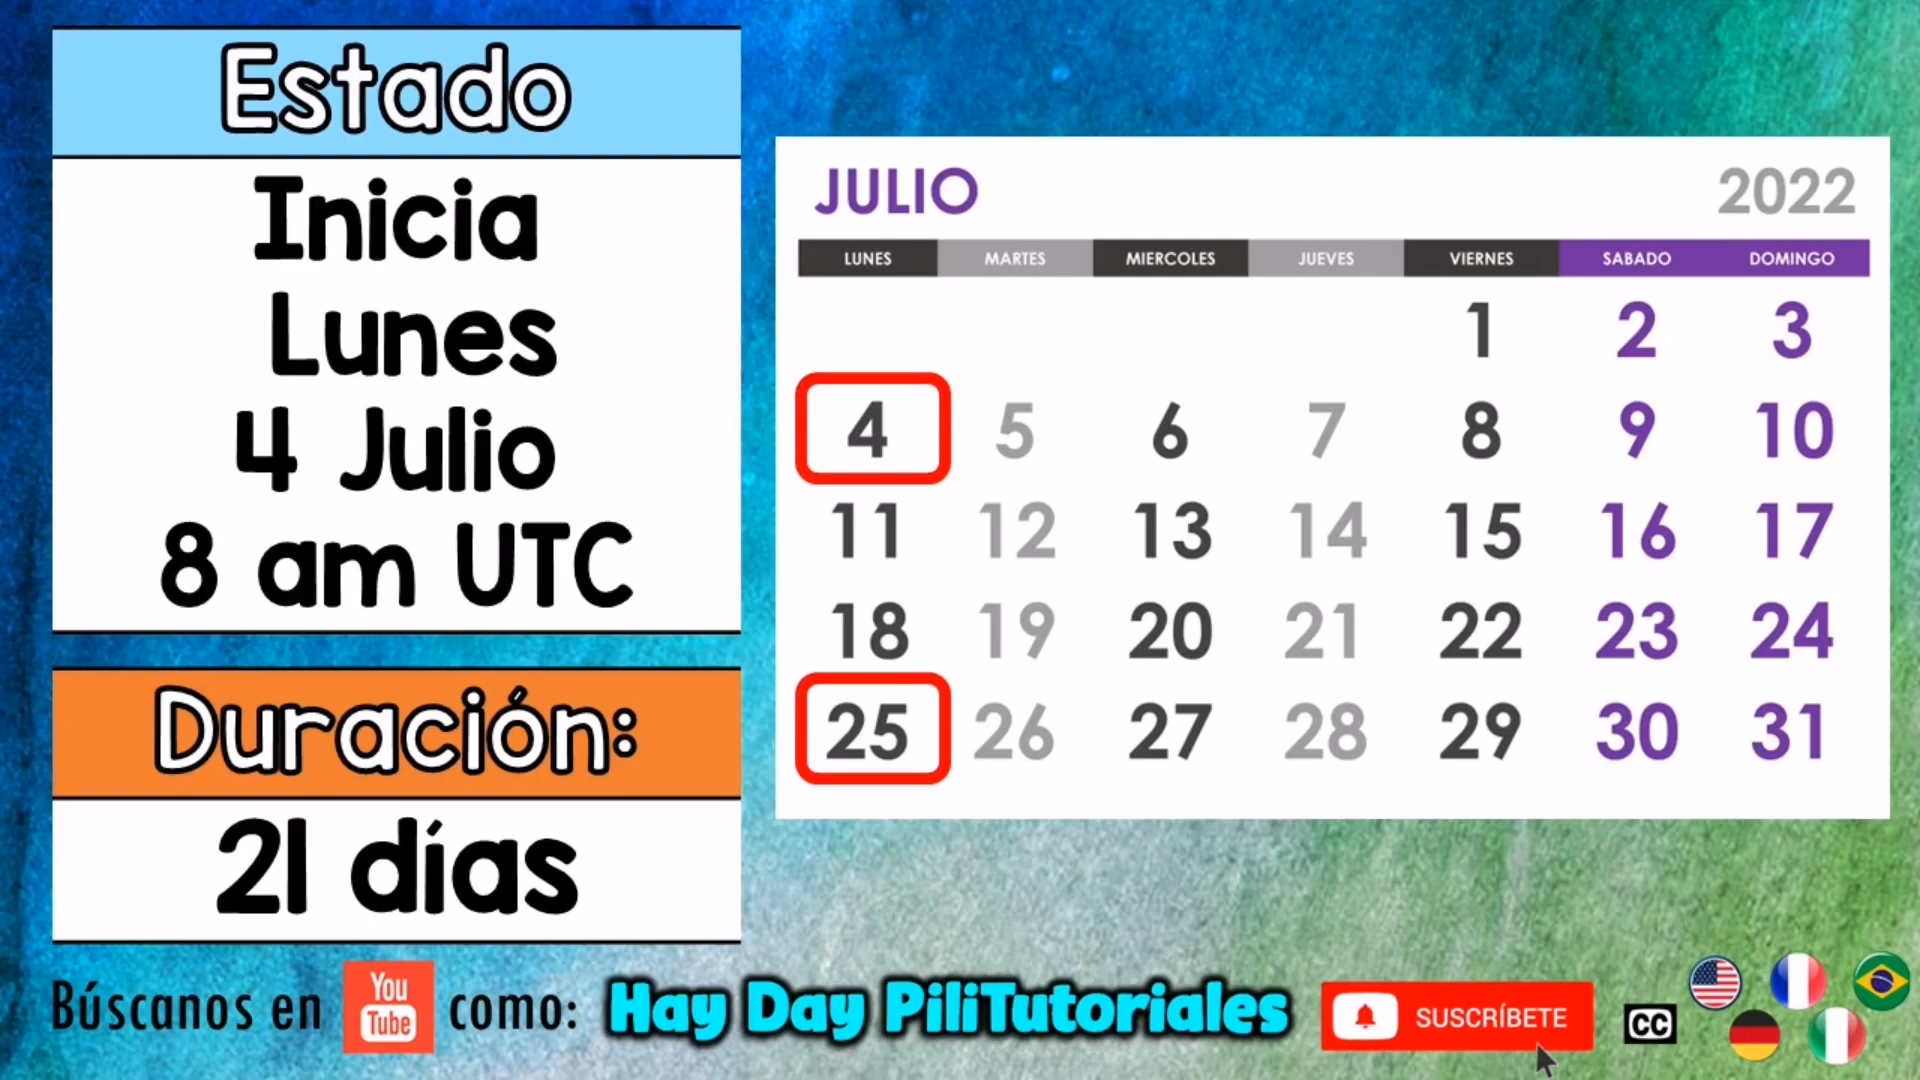 Estado
Inicia
Lunes
4 Julio
8 am UTC
Duración:
21 días
JULIO 2022
LUNES MARTES MIERCOLES JUEVES VIERNES SABADO DOMINGO
1 2 3
4 5 6 7 8 9 10
11 12 13 14 15 16 17
18 19 20 21 22 23 24
25 26 27 28 29 30 31
Búscanos en You Tube como: Hay Day PiliTutoriales SUSCRÍBETE CC